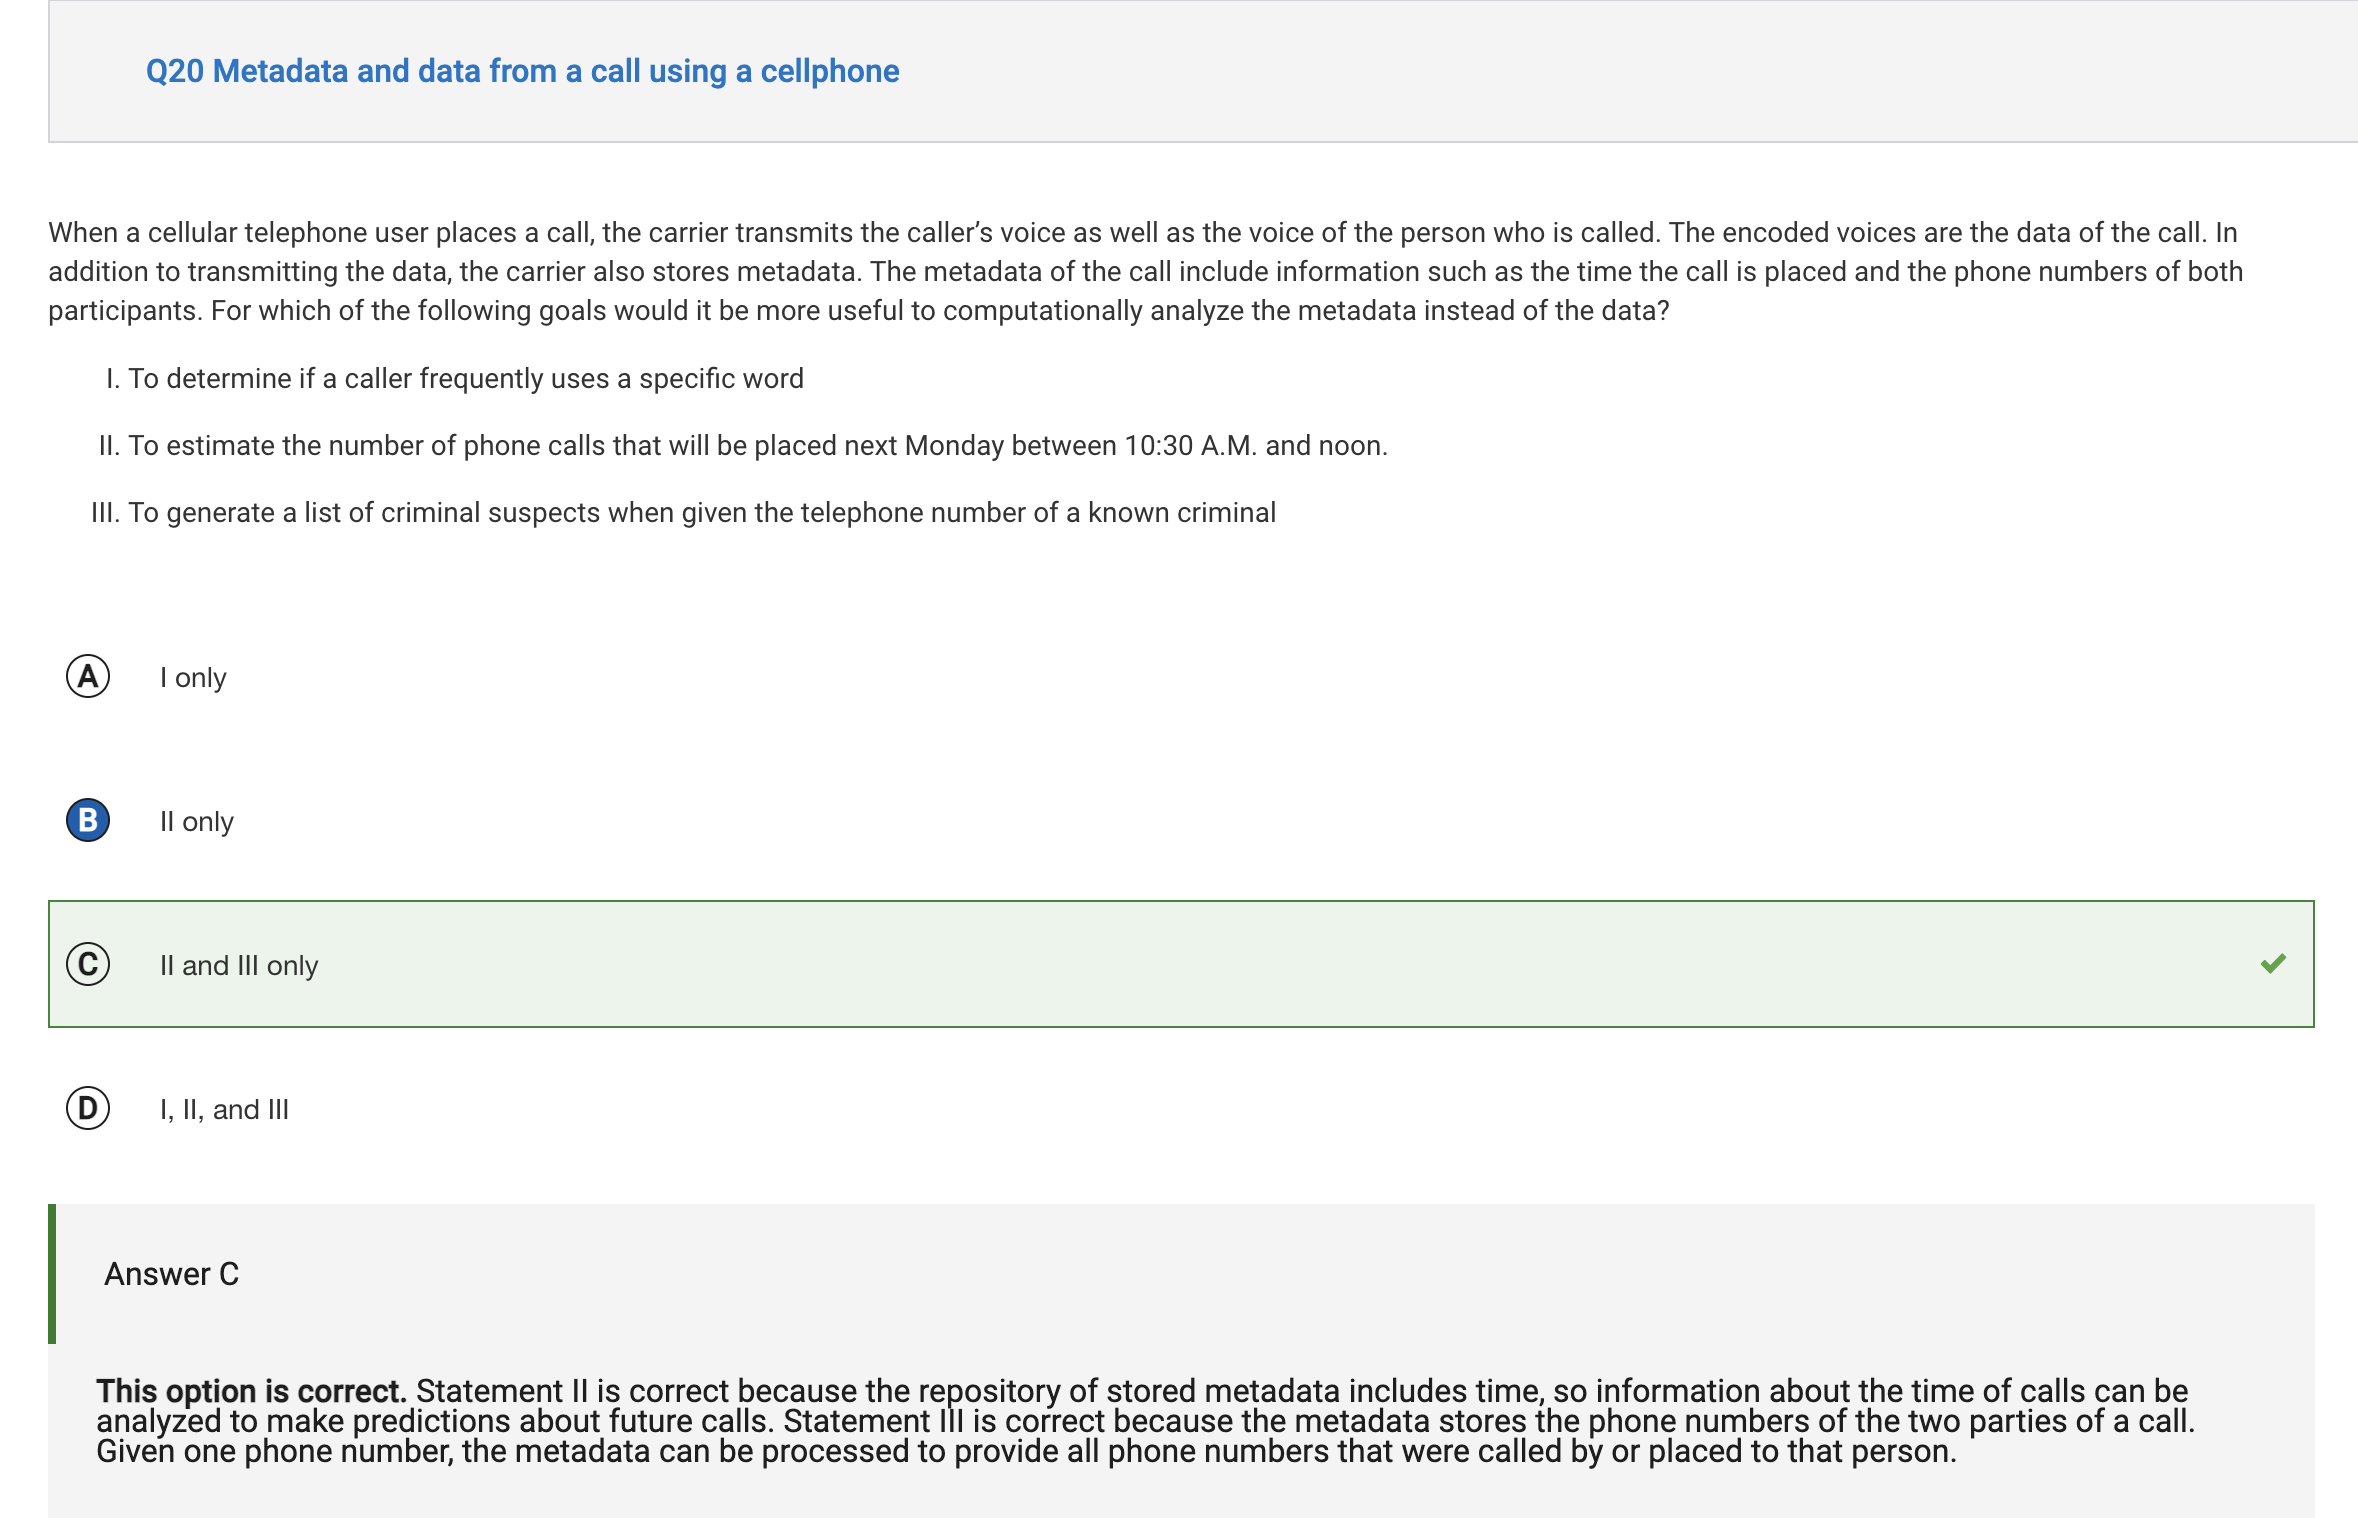 Q20 Metadata and data from a call using a cellphone
When a cellular telephone user places a call, the carrier transmits the caller’s voice as well as the voice of the person who is called. The encoded voices are the data of the call. In
addition to transmitting the data, the carrier also stores metadata. The metadata of the call include information such as the time the call is placed and the phone numbers of both
participants. For which of the following goals would it be more useful to computationally analyze the metadata instead of the data?
I. To determine if a caller frequently uses a specific word
II. To estimate the number of phone calls that will be placed next Monday between 10:30 A.M. and noon.
III. To generate a list of criminal suspects when given the telephone number of a known criminal
A I only
B II only
C II and III only
D I, II, and III
Answer C
This option is correct. Statement II is correct because the repository of stored metadata includes time, so information about the time of calls can be
analyzed to make predictions about future calls. Statement III is correct because the metadata stores the phone numbers of the two parties of a call.
Given one phone number, the metadata can be processed to provide all phone numbers that were called by or placed to that person.